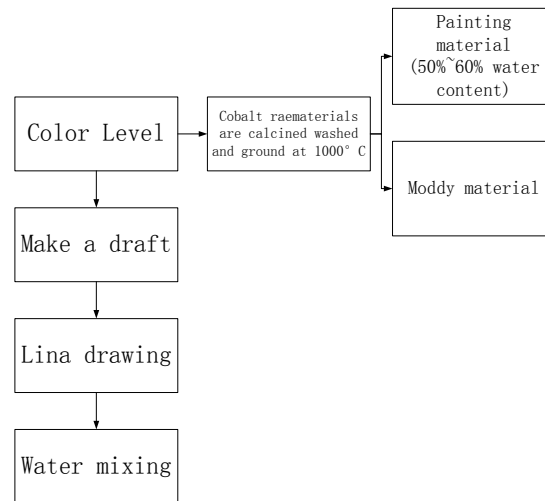 Painting
material
(50%~60% water
content)
Color Level
Cobalt raematerials
are calcined washed
and ground at 1000° C
Moddy material
Make a draft
Lina drawing
Water mixing